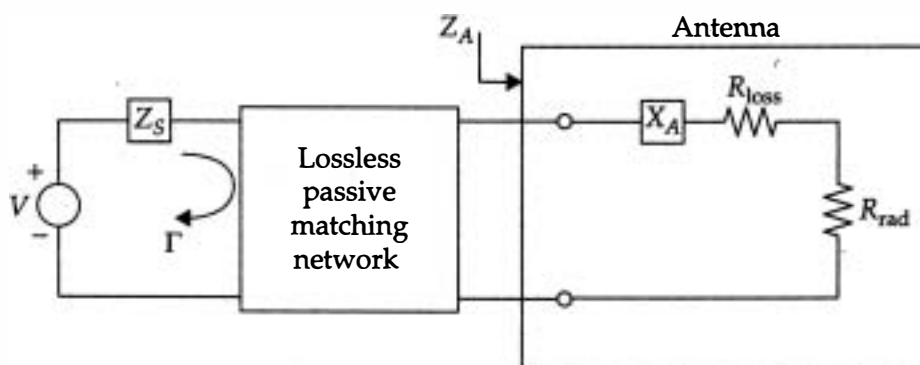 Z_A
Antenna
Z_S
Lossless
passive
matching
network
X_A
R_loss
R_rad
V
+
−
Γ